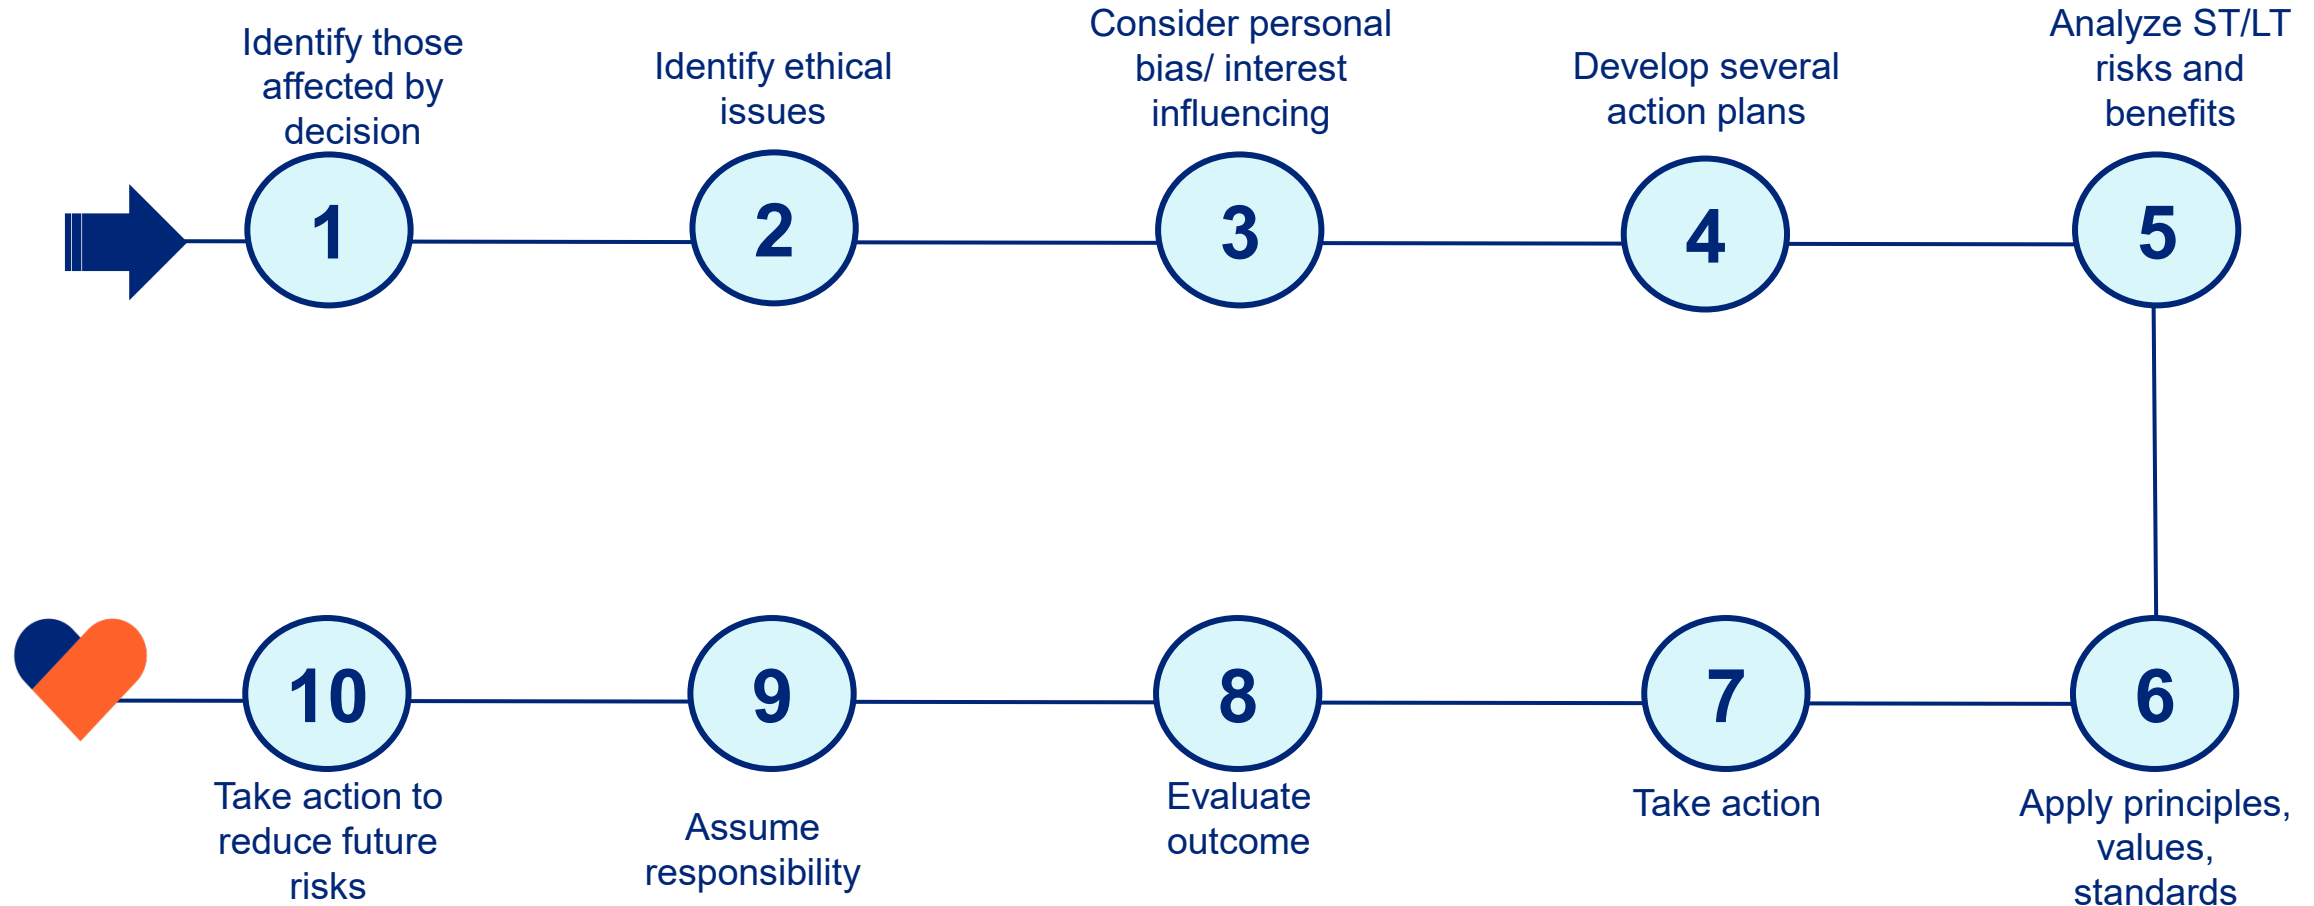 Identify those
affected by
decision
Identify ethical
issues
Consider personal
bias/ interest
influencing
Develop several
action plans
Analyze ST/LT
risks and
benefits
1
2
3
4
5
10
9
8
7
6
Take action to
reduce future
risks
Assume
responsibility
Evaluate
outcome
Take action
Apply principles,
values,
standards